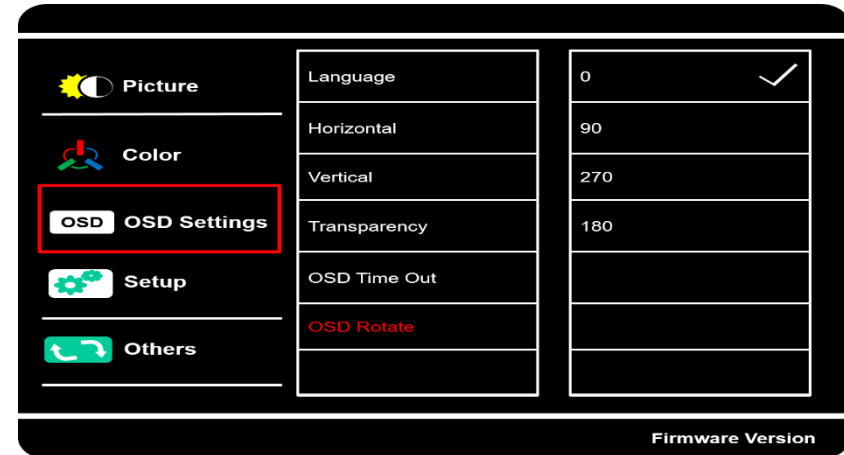 Picture
Color
OSD OSD Settings
Setup
Others
Language
Horizontal
Vertical
Transparency
OSD Time Out
OSD Rotate
0
90
270
180
Firmware Version